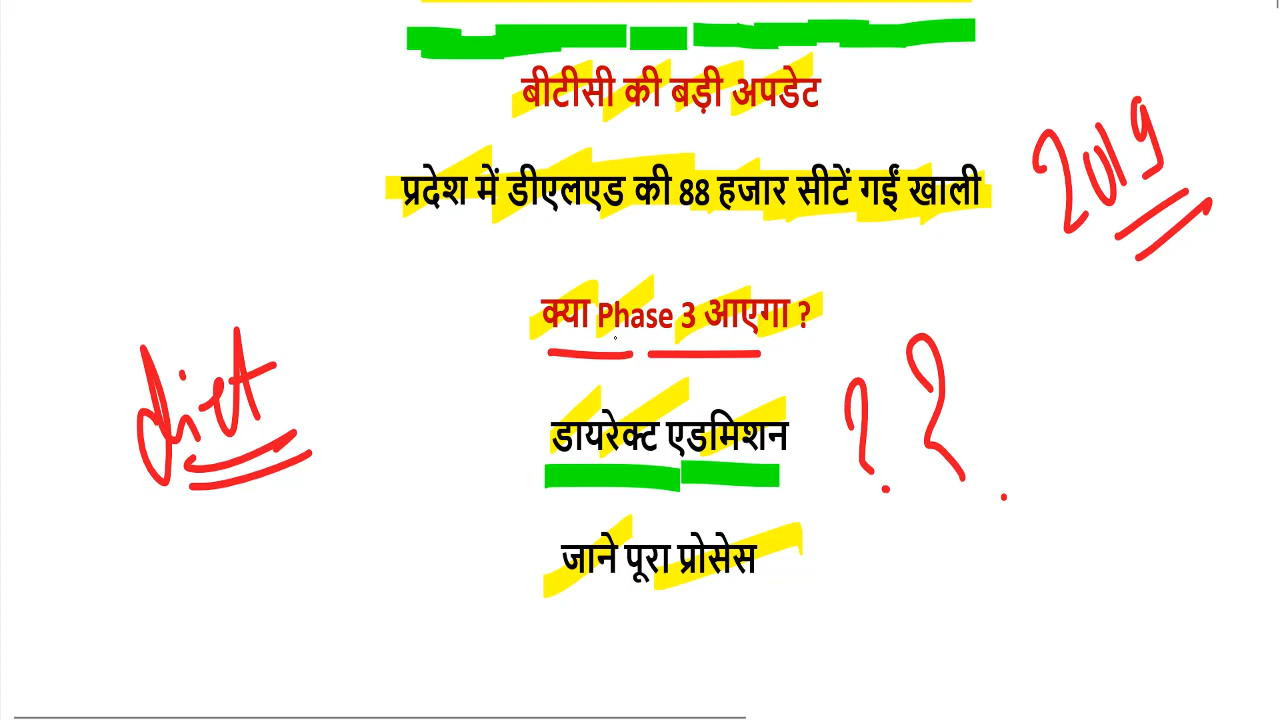 बीटीसी की बड़ी अपडेट
2019
प्रदेश में डीएलएड की 88 हजार सीटें गईं खाली
क्या Phase 3 आएगा ?
diet
डायरेक्ट एडमिशन
? ?
जाने पूरा प्रोसेस